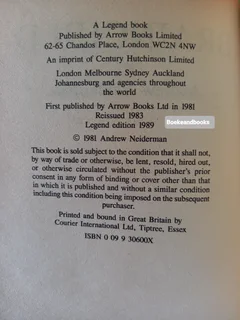 A Legend book
Published by Arrow Books Limited
62-65 Chandos Place, London WC2N 4NW
An imprint of Century Hutchinson Limited
London Melbourne Sydney Auckland
Johannesburg and agencies throughout
the world
First published by Arrow Books Ltd in 1981
Reissued 1983
Legend edition 1989
Booksandbooks
© 1981 Andrew Neiderman
This book is sold subject to the condition that it shall not,
by way of trade or otherwise, be lent, resold, hired out,
or otherwise circulated without the publisher's prior
consent in any form of binding or cover other than that
in which it is published and without a similar condition
including this condition being imposed on the subsequent
purchaser.
Printed and bound in Great Britain by
Courier International Ltd, Tiptree, Essex
ISBN 0 09 9 30600X